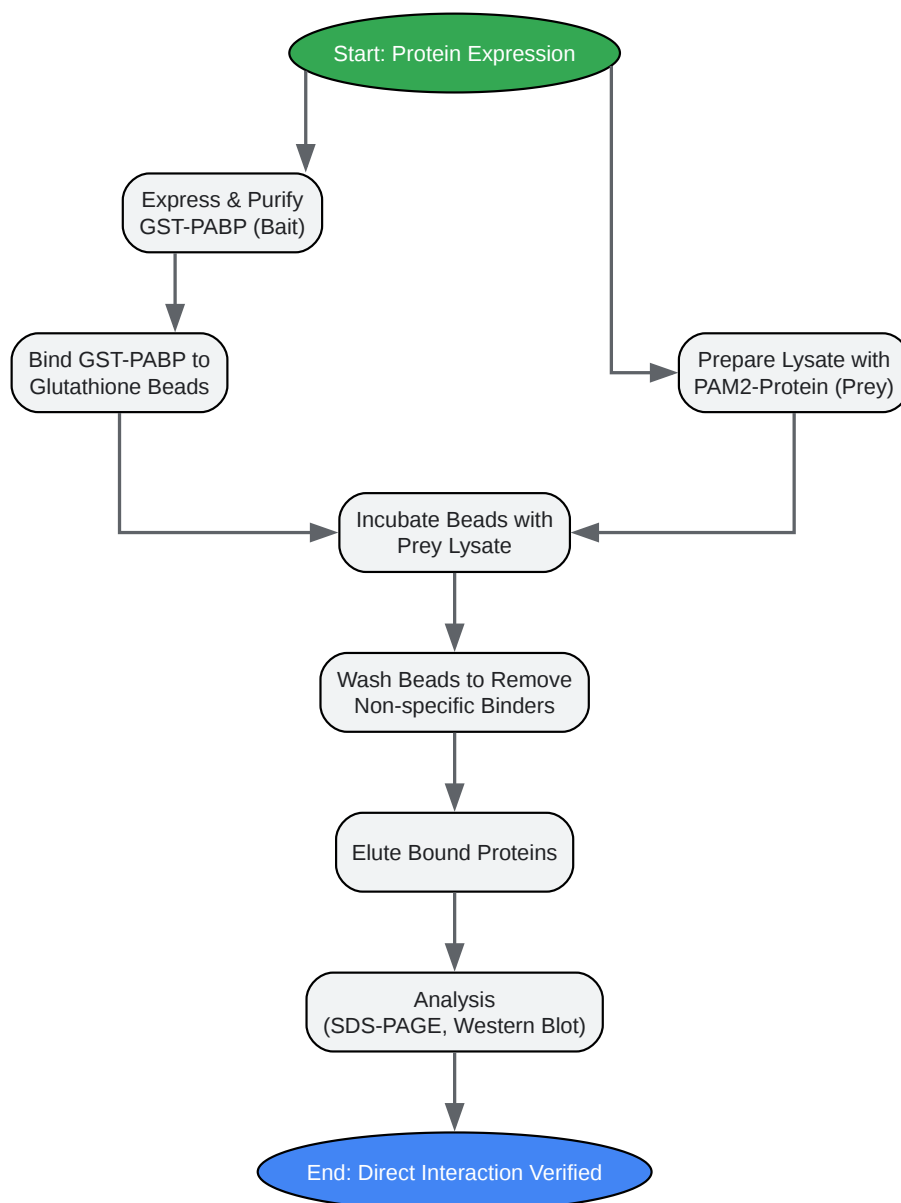 Start: Protein Expression
Express & Purify
GST-PABP (Bait)
Bind GST-PABP to
Glutathione Beads
Prepare Lysate with
PAM2-Protein (Prey)
Incubate Beads with
Prey Lysate
Wash Beads to Remove
Non-specific Binders
Elute Bound Proteins
Analysis
(SDS-PAGE, Western Blot)
End: Direct Interaction Verified